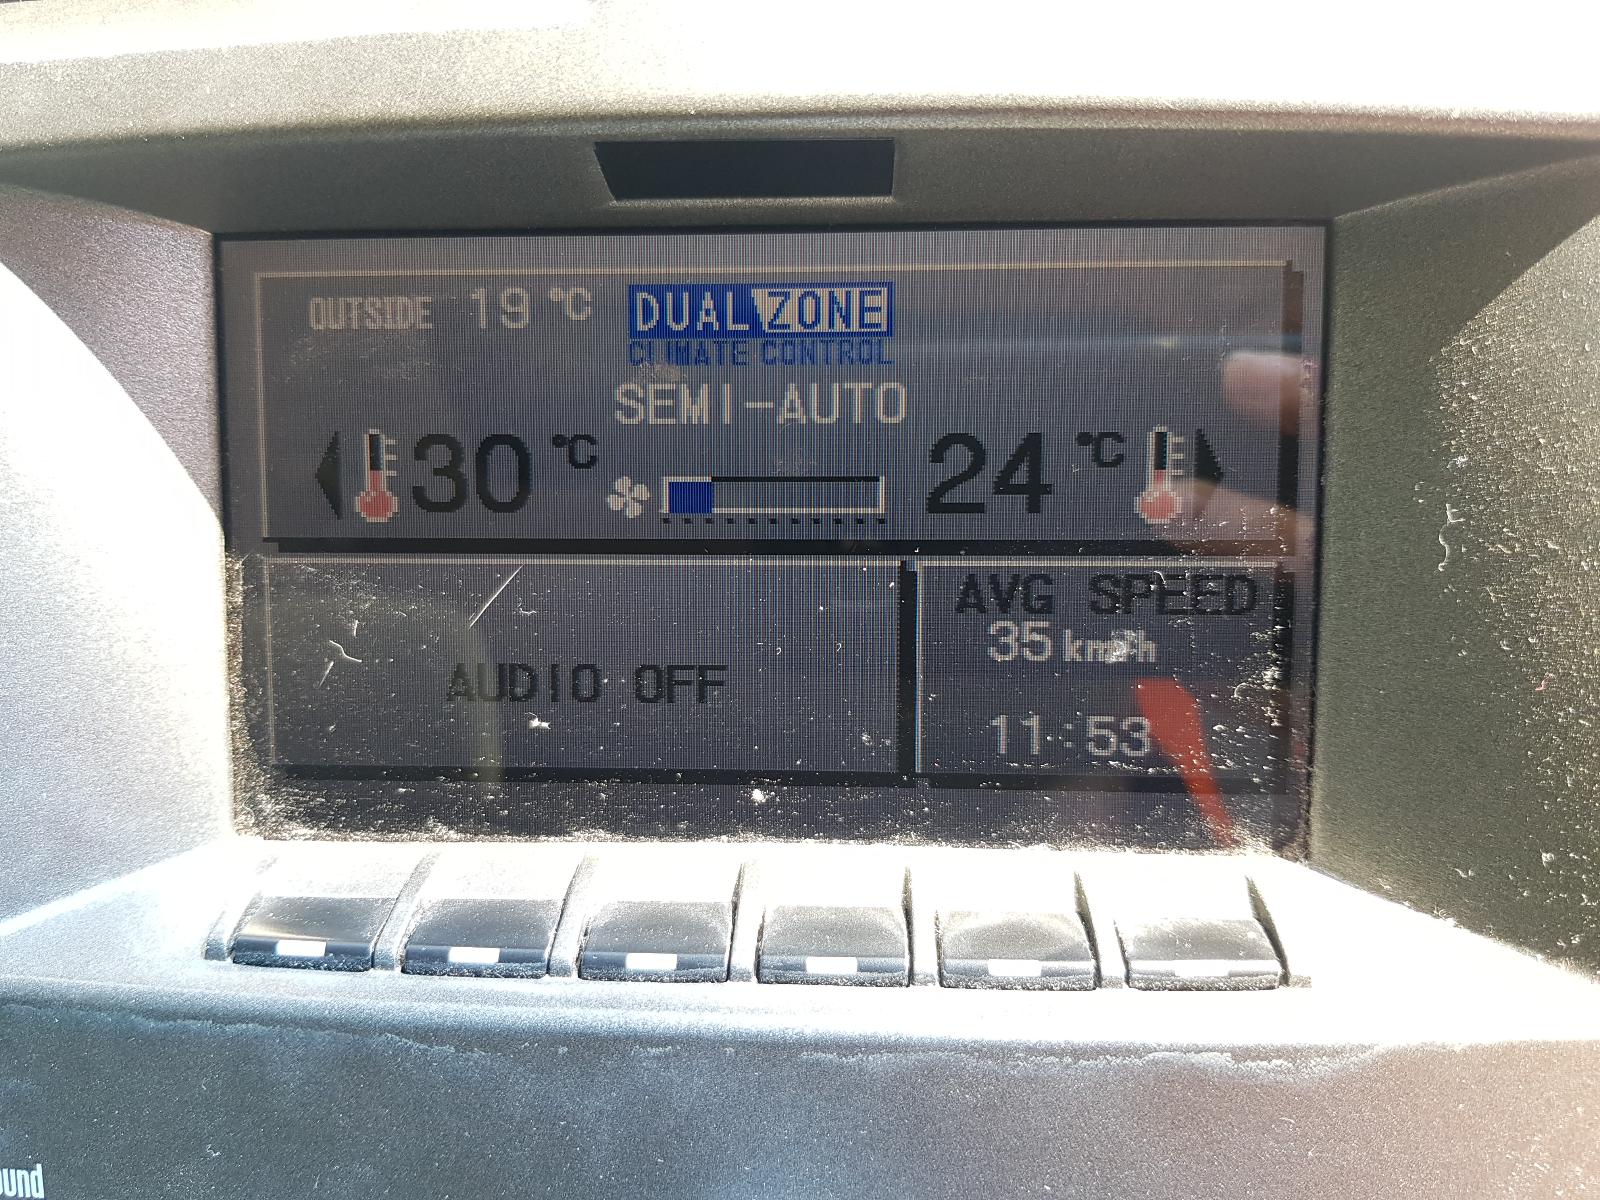 OUTSIDE 19 °C
DUAL ZONE
CLIMATE CONTROL
SEMI-AUTO
30 °C
24 °C
AVG SPEED
35 km/h
AUDIO OFF
11:53